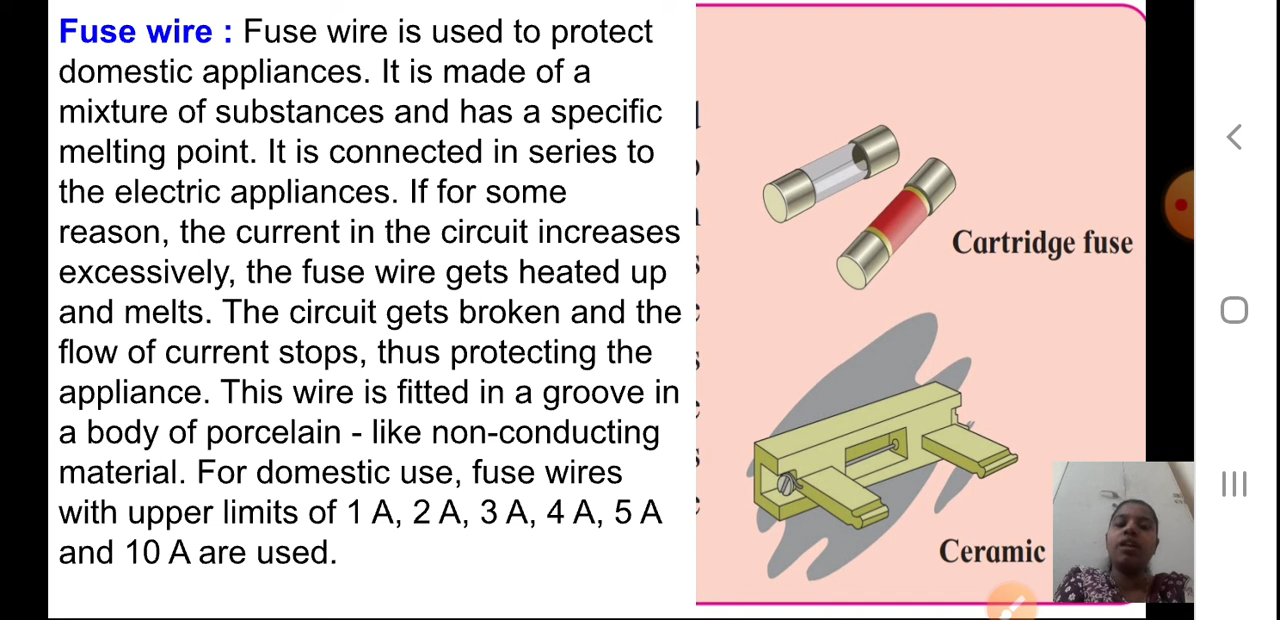 Fuse wire : Fuse wire is used to protect
domestic appliances. It is made of a
mixture of substances and has a specific
melting point. It is connected in series to
the electric appliances. If for some
reason, the current in the circuit increases
excessively, the fuse wire gets heated up
and melts. The circuit gets broken and the
flow of current stops, thus protecting the
appliance. This wire is fitted in a groove in
a body of porcelain - like non-conducting
material. For domestic use, fuse wires
with upper limits of 1 A, 2 A, 3 A, 4 A, 5 A
and 10 A are used.
Cartridge fuse
Ceramic